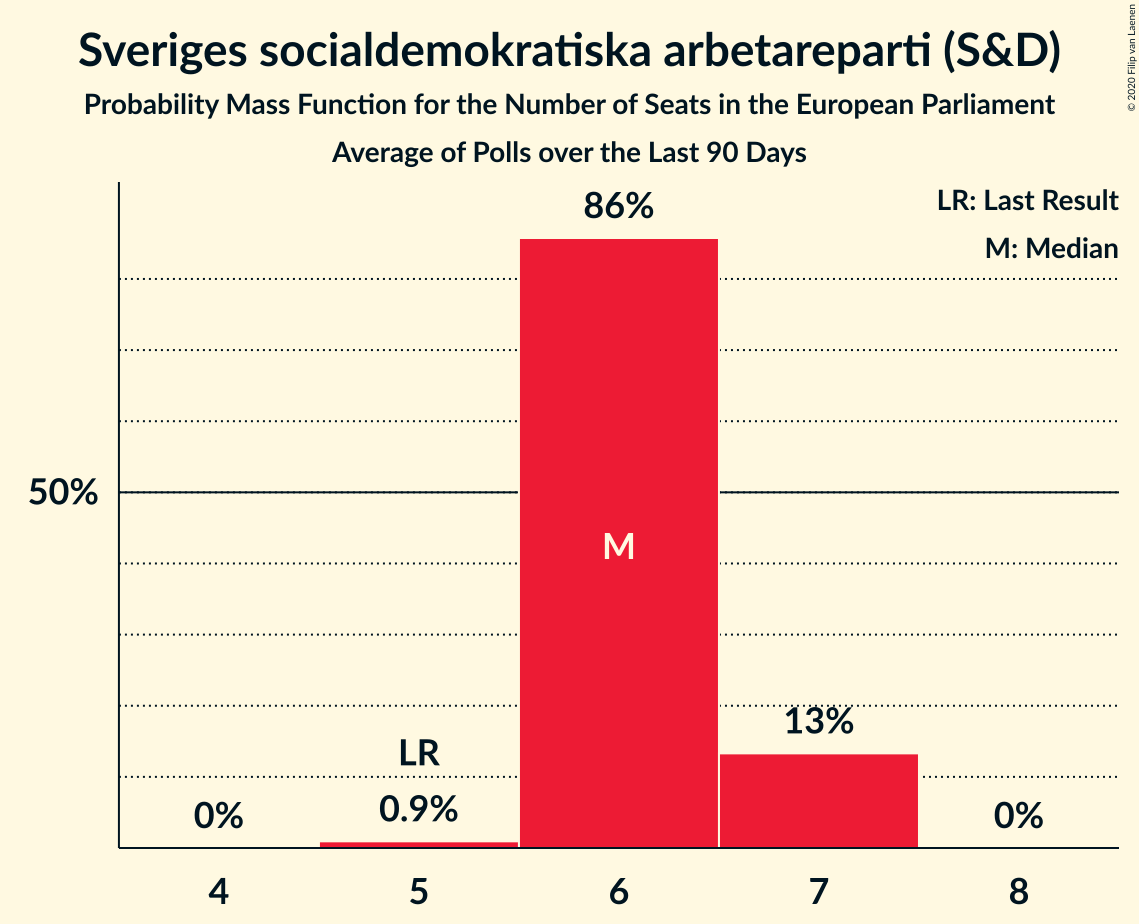 Sveriges socialdemokratiska arbetareparti (S&D)
Probability Mass Function for the Number of Seats in the European Parliament
Average of Polls over the Last 90 Days
© 2020 Filip van Laenen
LR: Last Result
M: Median
86%
50%
M
13%
LR
0%
0.9%
0%
4
5
6
7
8